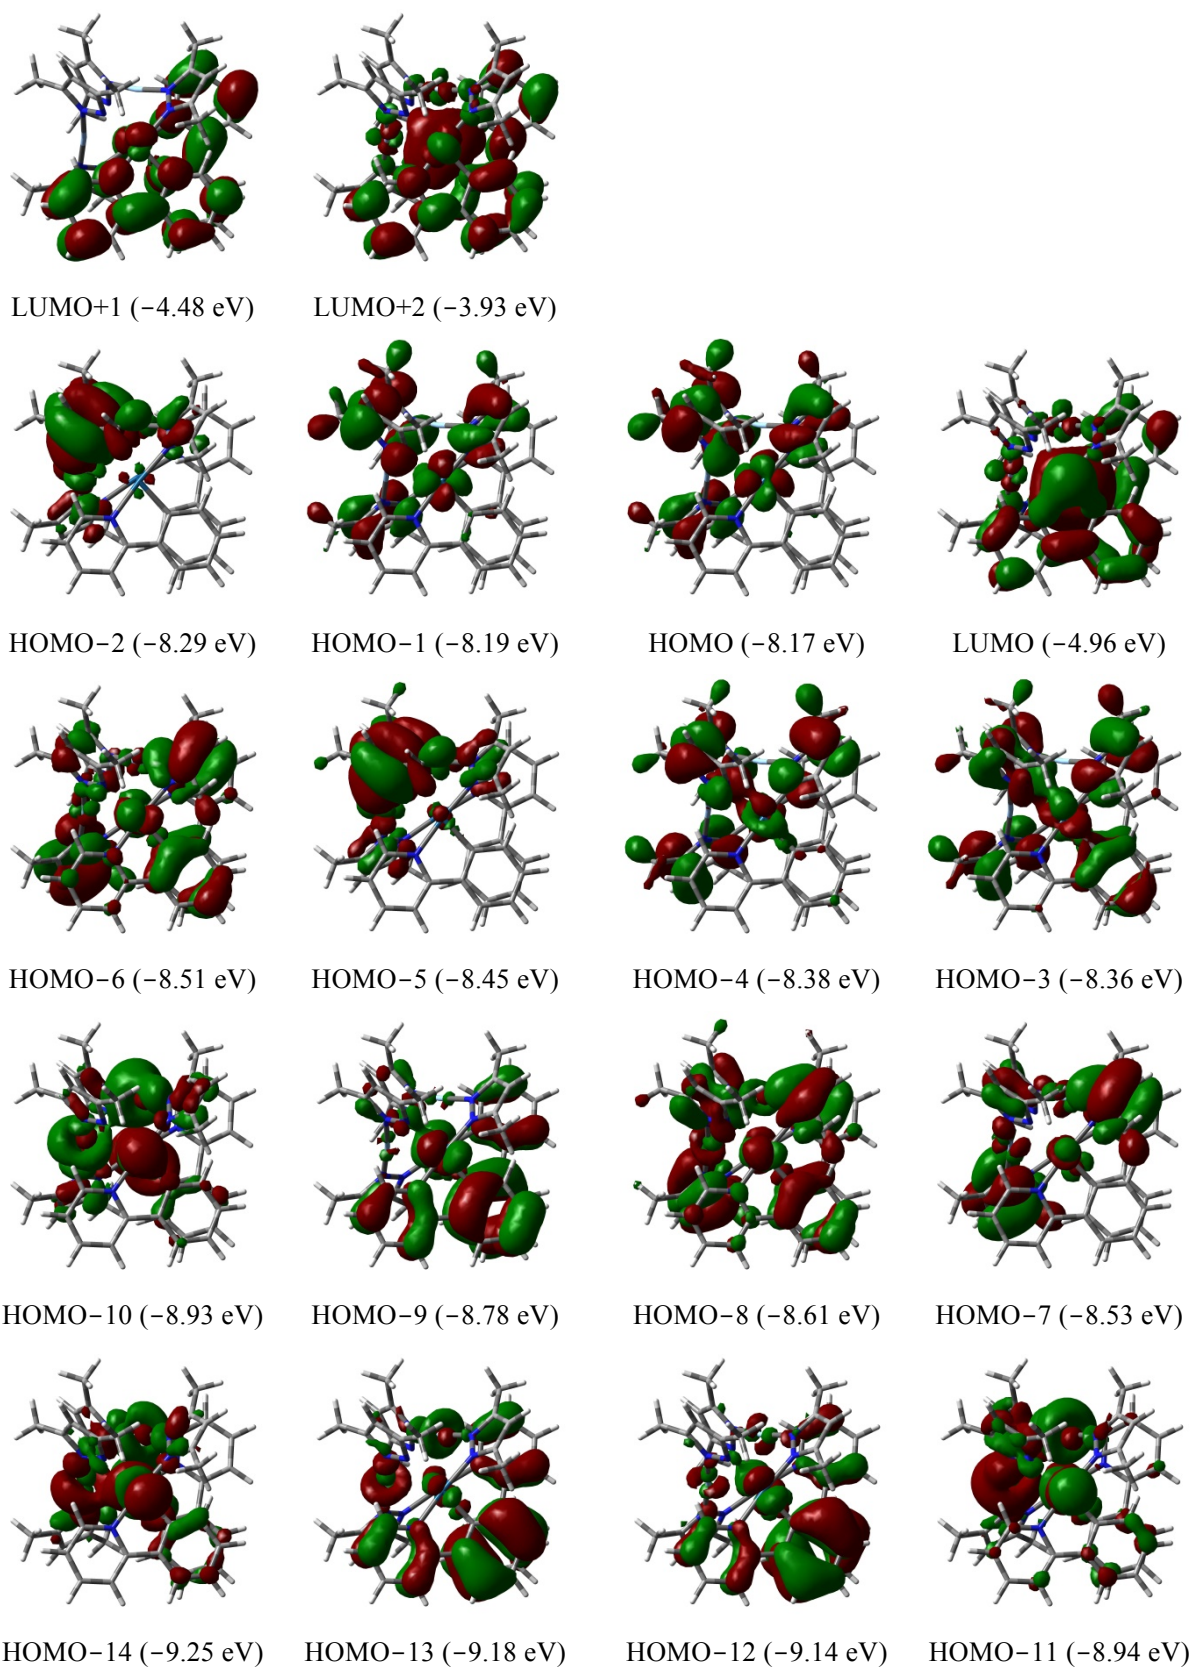 LUMO+1 (−4.48 eV) LUMO+2 (−3.93 eV)
HOMO−2 (−8.29 eV) HOMO−1 (−8.19 eV) HOMO (−8.17 eV) LUMO (−4.96 eV)
HOMO−6 (−8.51 eV) HOMO−5 (−8.45 eV) HOMO−4 (−8.38 eV) HOMO−3 (−8.36 eV)
HOMO−10 (−8.93 eV) HOMO−9 (−8.78 eV) HOMO−8 (−8.61 eV) HOMO−7 (−8.53 eV)
HOMO−14 (−9.25 eV) HOMO−13 (−9.18 eV) HOMO−12 (−9.14 eV) HOMO−11 (−8.94 eV)